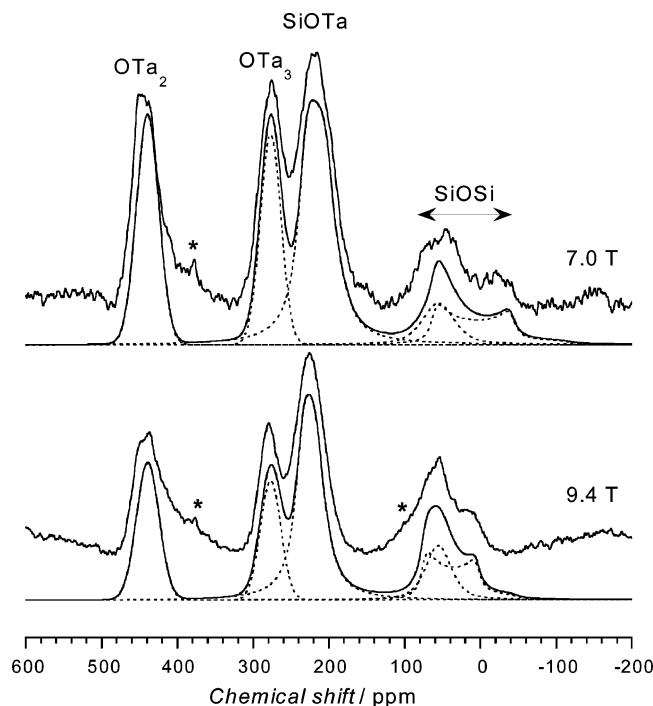 SiOTa
OTa₂
OTa₃
SiOSi
*
7.0 T
*
*
9.4 T
600 500 400 300 200 100 0 -100 -200
Chemical shift / ppm